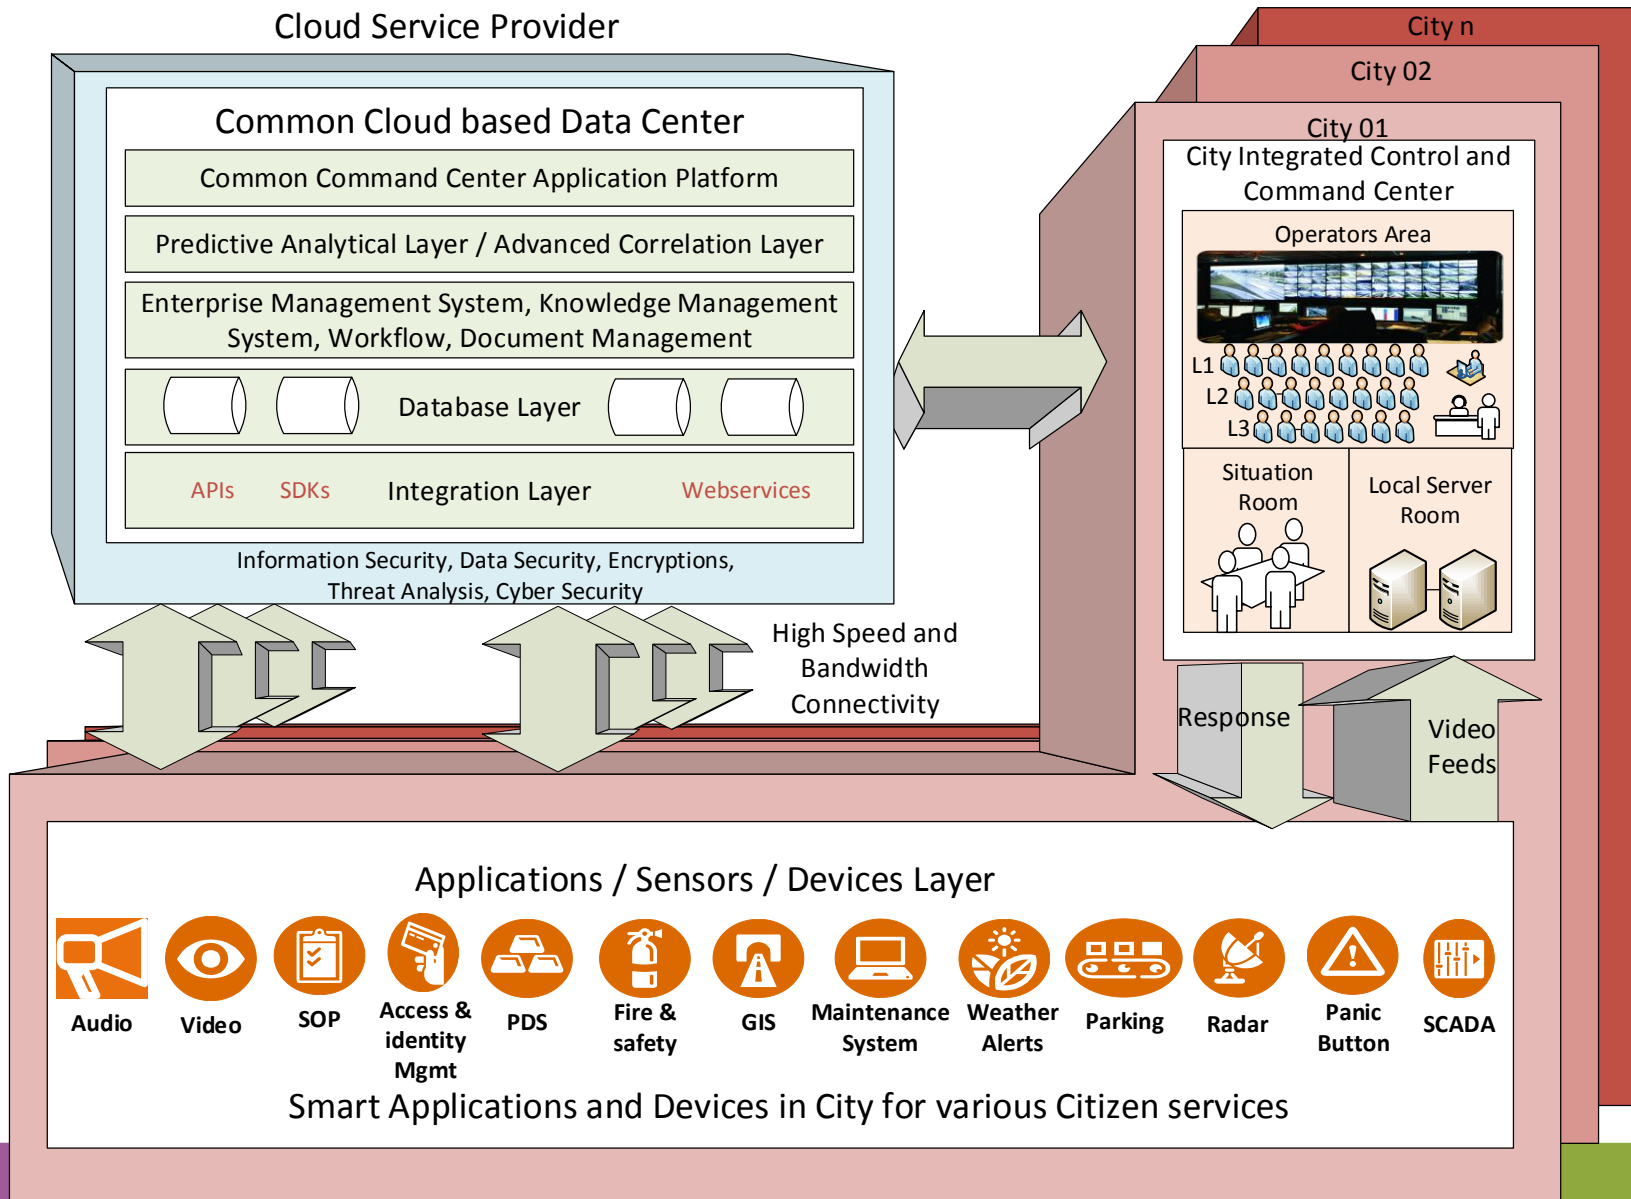 Cloud Service Provider
Common Cloud based Data Center
Common Command Center Application Platform
Predictive Analytical Layer / Advanced Correlation Layer
Enterprise Management System, Knowledge Management
System, Workflow, Document Management
Database Layer
APIs
SDKs
Integration Layer
Webservices
Information Security, Data Security, Encryptions,
Threat Analysis, Cyber Security
High Speed and
Bandwidth
Connectivity
City n
City 02
City 01
City Integrated Control and
Command Center
Operators Area
L1
L2
L3
Situation
Room
Local Server
Room
Response
Video
Feeds
Applications / Sensors / Devices Layer
Audio
Video
SOP
Access &
identity
Mgmt
PDS
Fire &
safety
GIS
Maintenance
System
Weather
Alerts
Parking
Radar
Panic
Button
SCADA
Smart Applications and Devices in City for various Citizen services